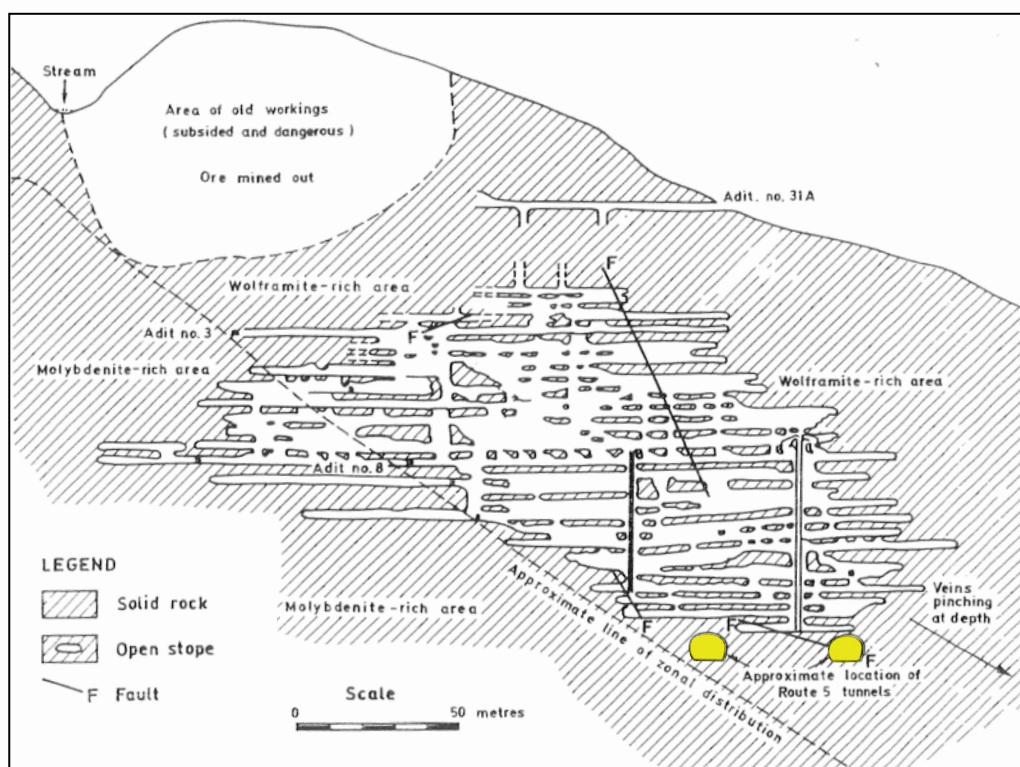 Stream
Area of old workings
( subsided and dangerous )
Ore mined out
Adit. no. 31A
F
Wolframite-rich area
Adit no. 3
F
Molybdenite-rich area
Wolframite-rich area
Adit no. 8
LEGEND
Solid rock
Open stope
F Fault
Molybdenite-rich area
Approximate line of zonal distribution
F
F
F
Veins
pinching
at depth
Approximate location of
Route 5 tunnels
Scale
0 50 metres